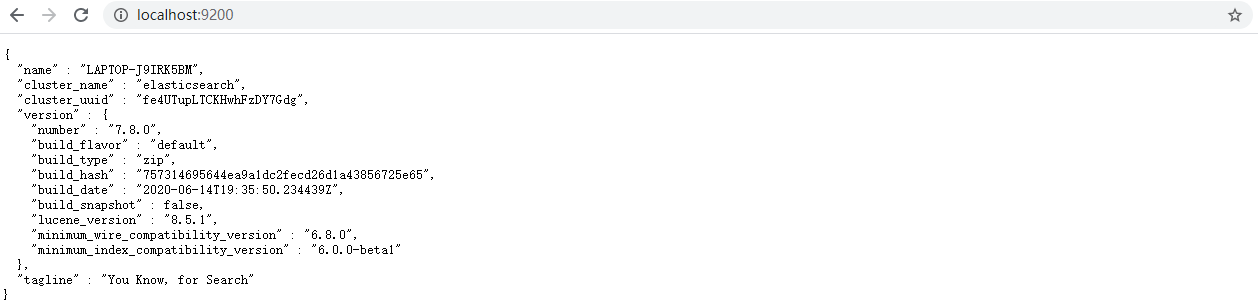 localhost:9200
{
"name" : "LAPTOP-J9IRK5BM",
"cluster_name" : "elasticsearch",
"cluster_uuid" : "fe4UTupLTCKHwhFzDY7Gdg",
"version" : {
"number" : "7.8.0",
"build_flavor" : "default",
"build_type" : "zip",
"build_hash" : "757314695644ea9a1dc2fecd26d1a43856725e65",
"build_date" : "2020-06-14T19:35:50.234439Z",
"build_snapshot" : false,
"lucene_version" : "8.5.1",
"minimum_wire_compatibility_version" : "6.8.0",
"minimum_index_compatibility_version" : "6.0.0-beta1"
},
"tagline" : "You Know, for Search"
}